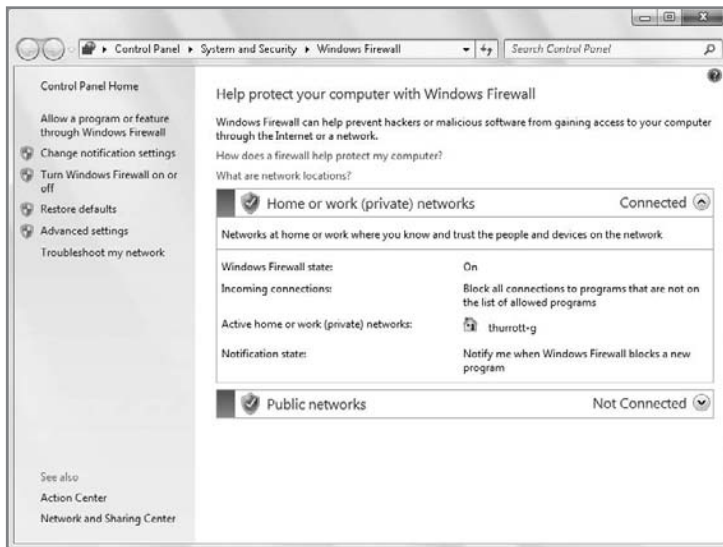 Control Panel ▸ System and Security ▸ Windows Firewall
Search Control Panel
Control Panel Home
Allow a program or feature
through Windows Firewall
Change notification settings
Turn Windows Firewall on or
off
Restore defaults
Advanced settings
Troubleshoot my network
See also
Action Center
Network and Sharing Center
Help protect your computer with Windows Firewall
Windows Firewall can help prevent hackers or malicious software from gaining access to your computer
through the Internet or a network.
How does a firewall help protect my computer?
What are network locations?
Home or work (private) networks Connected
Networks at home or work where you know and trust the people and devices on the network
Windows Firewall state: On
Incoming connections: Block all connections to programs that are not on
the list of allowed programs
Active home or work (private) networks: thurrott-g
Notification state: Notify me when Windows Firewall blocks a new
program
Public networks Not Connected